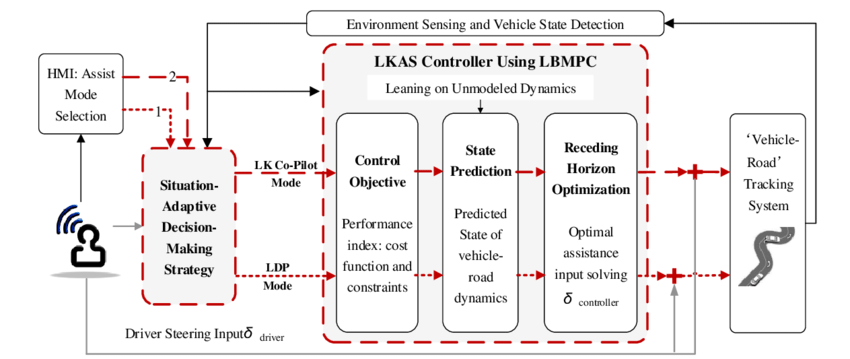 Environment Sensing and Vehicle State Detection
HMI: Assist
Mode
Selection
2
1
LKAS Controller Using LBMPC
Leaning on Unmodeled Dynamics
Situation-
Adaptive
Decision-
Making
Strategy
LK Co-Pilot
Mode
LDP
Mode
Control
Objective
Performance
index: cost
function and
constraints
State
Prediction
Predicted
State of
vehicle-
road
dynamics
Receding
Horizon
Optimization
Optimal
assistance
input solving
δ controller
‘Vehicle-
Road’
Tracking
System
Driver Steering Inputδ driver